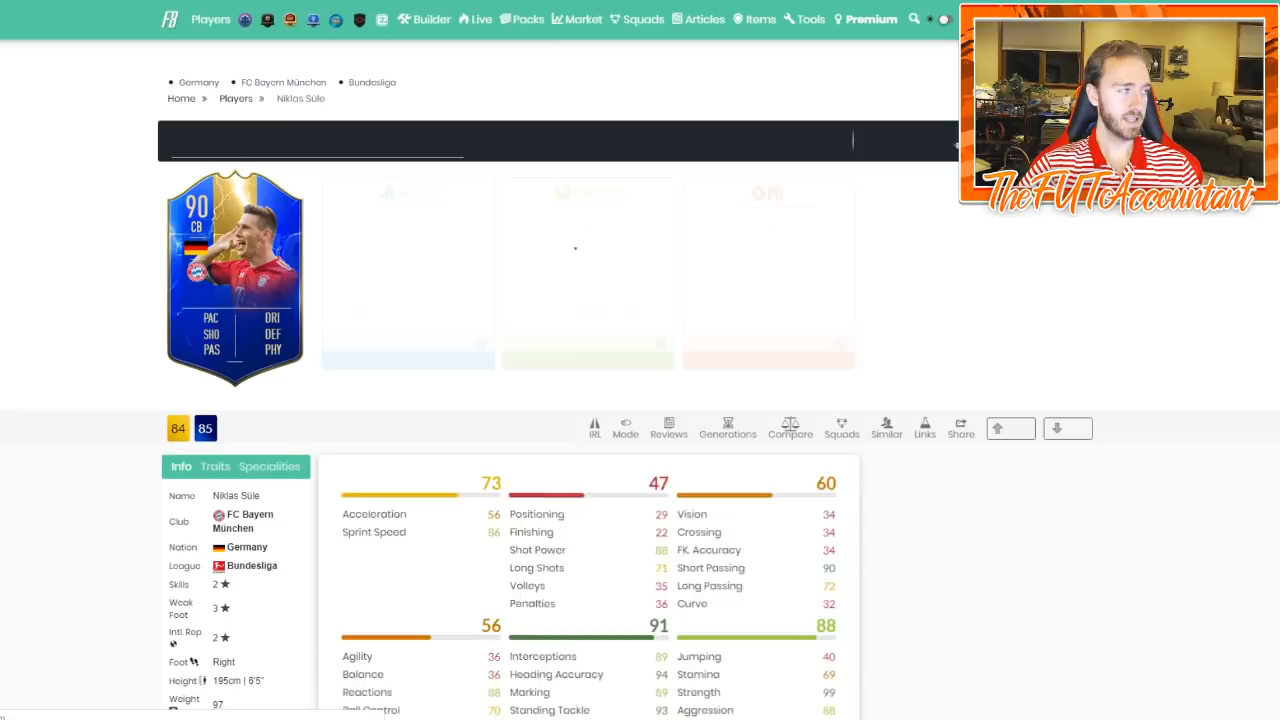 FB Players Builder Live Packs Market Squads Articles Items Tools Premium
Germany FC Bayern München Bundesliga
Home » Players » Niklas Süle
TheFUTAccountant
90
CB
PAC DRI
SHO DEF
PAS PHY
84 85
IRL Mode Reviews Generations Compare Squads Similar Links Share
Info Traits Specialities
Name Niklas Süle
Club FC Bayern München
Nation Germany
League Bundesliga
Skills 2 ★
Weak Foot 3 ★
Intl. Rep 2 ★
Foot Right
Height 195cm | 6'5"
Weight 97
73
Acceleration 56
Sprint Speed 86
47
Positioning 29
Finishing 22
Shot Power 88
Long Shots 71
Volleys 35
Penalties 36
60
Vision 34
Crossing 34
FK. Accuracy 34
Short Passing 90
Long Passing 72
Curve 32
56
Agility 36
Balance 36
Reactions 88
Ball Control 70
91
Interceptions 89
Heading Accuracy 94
Marking 89
Standing Tackle 93
88
Jumping 40
Stamina 69
Strength 99
Aggression 88